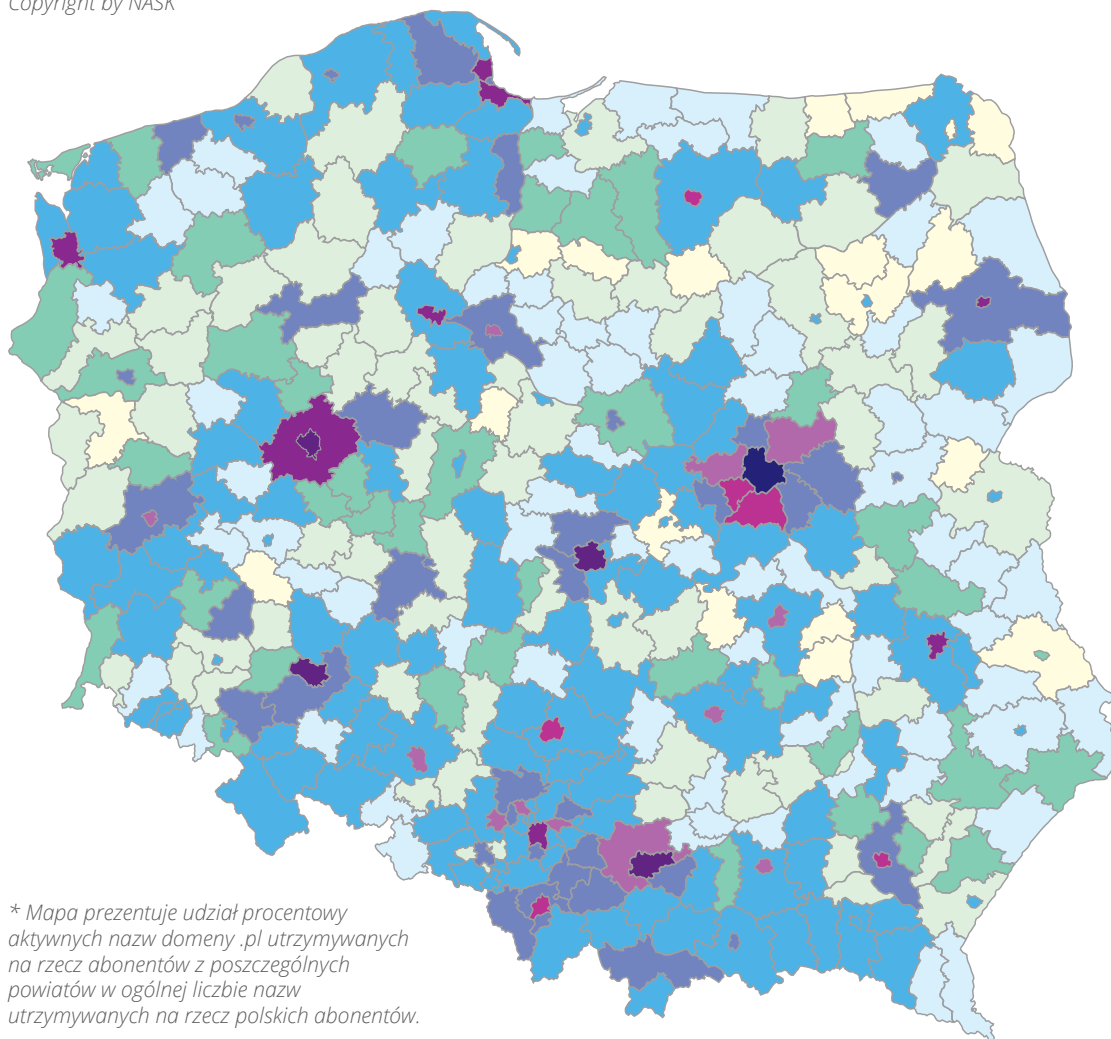 Copyright by NASK
* Mapa prezentuje udział procentowy
aktywnych nazw domeny .pl utrzymywanych
na rzecz abonentów z poszczególnych
powiatów w ogólnej liczbie nazw
utrzymywanych na rzecz polskich abonentów.